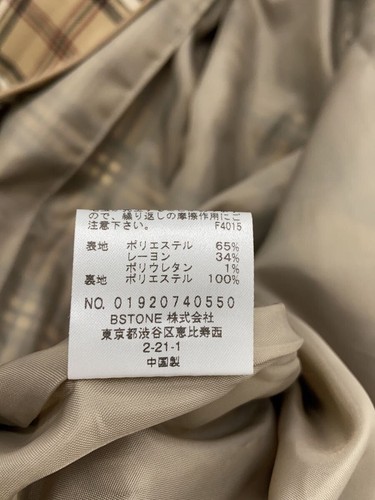 ので、繰り返しの摩擦作用にご
注意下さい。 F4015
表地 ポリエステル 65%
レーヨン 34%
ポリウレタン 1%
裏地 ポリエステル 100%
NO. 01920740550
BSTONE 株式会社
東京都渋谷区恵比寿西
2-21-1
中国製